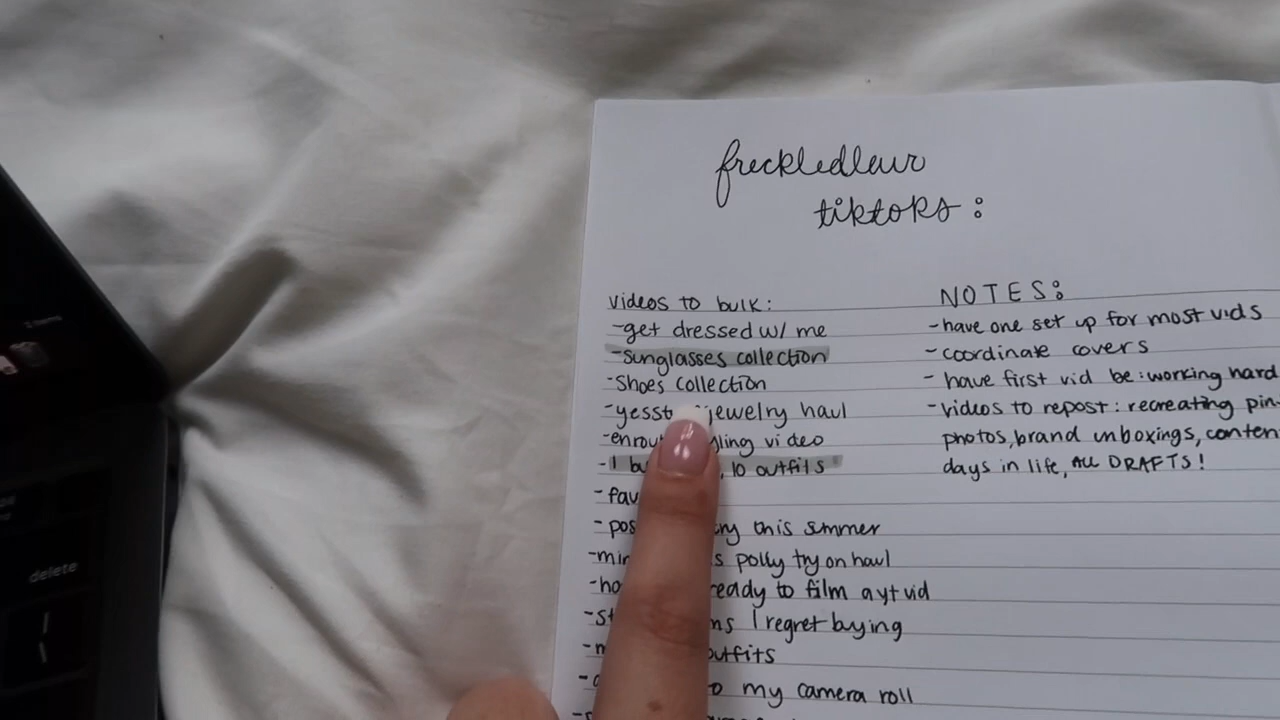 freckledleur
tiktoks:
videos to bulk:
-get dressed w/ me
-sunglasses collection
-shoes collection
jewelry haul
video
-1
, 10 outfits
this summer
polly try on haul
ready to film a yt vid
I regret buying
outfits
my camera roll
NOTES:
-have one set up for most vids
-coordinate covers
-have first vid be: working hard
-videos to repost: recreating pin-
photos, brand unboxings, conten
days in life, ALL DRAFTS!
delete